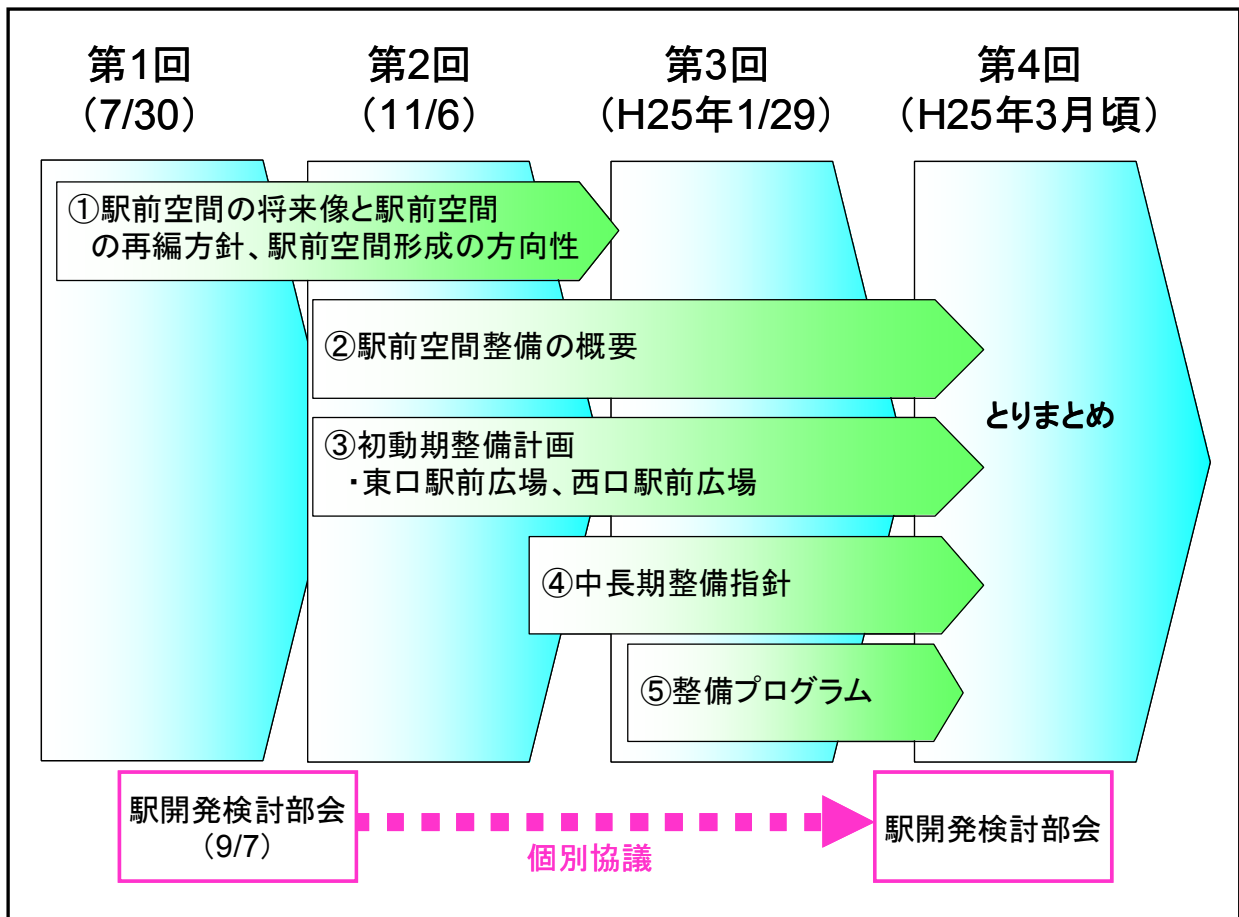 第1回
（7/30）
第2回
（11/6）
第3回
（H25年1/29）
第4回
（H25年3月頃）
①駅前空間の将来像と駅前空間
の再編方針、駅前空間形成の方向性
②駅前空間整備の概要
③初動期整備計画
・東口駅前広場、西口駅前広場
④中長期整備指針
⑤整備プログラム
とりまとめ
駅開発検討部会
（9/7）
個別協議
駅開発検討部会